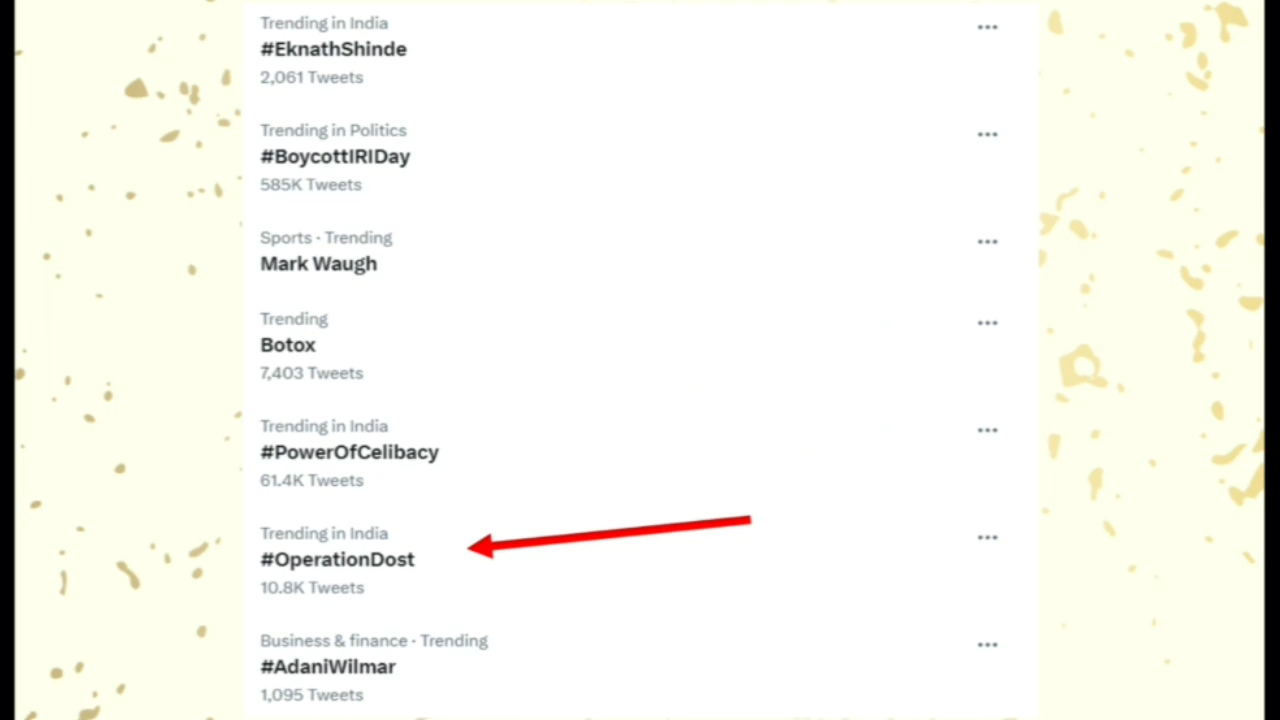 Trending in India
#EknathShinde
2,061 Tweets
Trending in Politics
#BoycottIRIDay
585K Tweets
Sports · Trending
Mark Waugh
Trending
Botox
7,403 Tweets
Trending in India
#PowerOfCelibacy
61.4K Tweets
Trending in India
#OperationDost
10.8K Tweets
Business & finance · Trending
#AdaniWilmar
1,095 Tweets